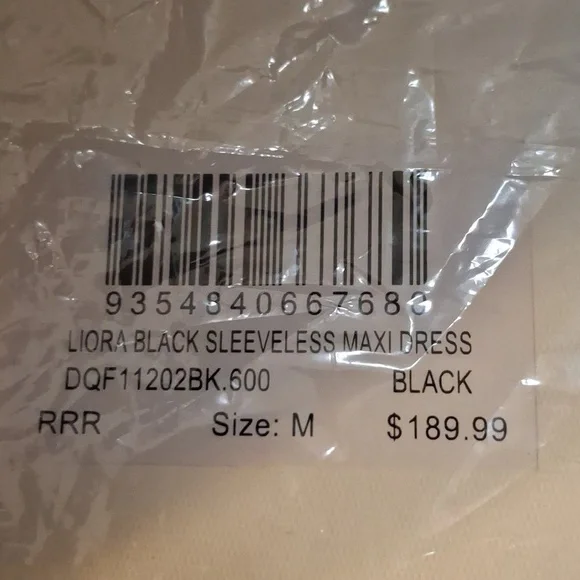 9354840667680
LIORA BLACK SLEEVELESS MAXI DRESS
DQF11202BK.600 BLACK
RRR Size: M $189.99